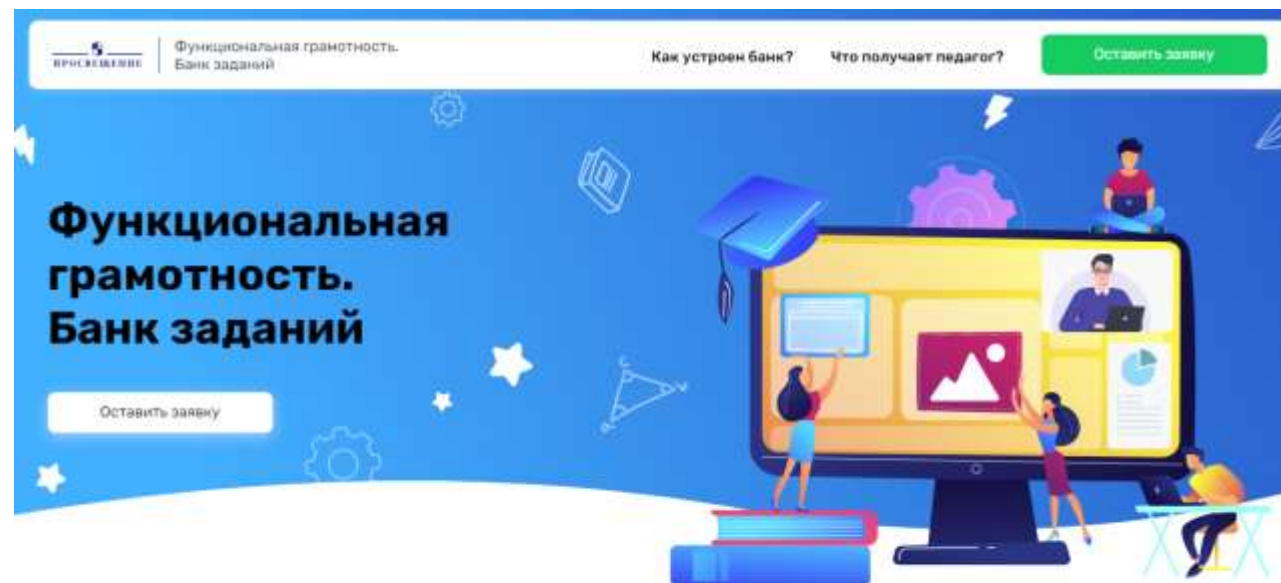 ПРОСВЕЩЕНИЕ
Функциональная грамотность.
Банк заданий
Как устроен банк?
Что получает педагог?
Оставить заявку
Функциональная
грамотность.
Банк заданий
Оставить заявку